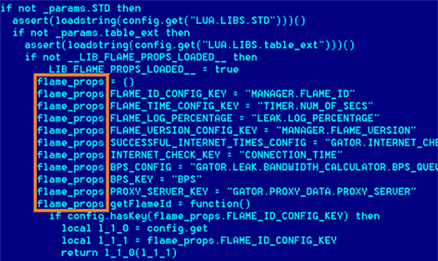 if not _params.STD then
assert(loadstring(config.get("LUA.LIBS.STD")))()
if not _params.table_ext then
assert(loadstring(config.get("LUA.LIBS.table_ext")))()
if not __LIB_FLAME_PROPS_LOADED__ then
LIB_FLAME_PROPS_LOADED__ = true
flame_props = {}
flame_props FLAME_ID_CONFIG_KEY = "MANAGER.FLAME_ID"
flame_props FLAME_TIME_CONFIG_KEY = "TIMER.NUM_OF_SECS"
flame_props FLAME_LOG_PERCENTAGE = "LEAK.LOG_PERCENTAGE"
flame_props FLAME_VERSION_CONFIG_KEY = "MANAGER.FLAME_VERSION"
flame_props SUCCESSFUL_INTERNET_TIMES_CONFIG = "GATOR.INTERNET_CHE
flame_props INTERNET_CHECK_KEY = "CONNECTION_TIME"
flame_props BPS_CONFIG = "GATOR.LEAK.BANDWIDTH_CALCULATOR.BPS_QUEU
flame_props BPS_KEY = "BPS"
flame_props PROXY_SERVER_KEY = "GATOR.PROXY_DATA.PROXY_SERVER"
flame_props getFlameId = function()
if config.hasKey(flame_props.FLAME_ID_CONFIG_KEY) then
local l_1_0 = config.get
local l_1_1 = flame_props.FLAME_ID_CONFIG_KEY
return l_1_0(l_1_1)